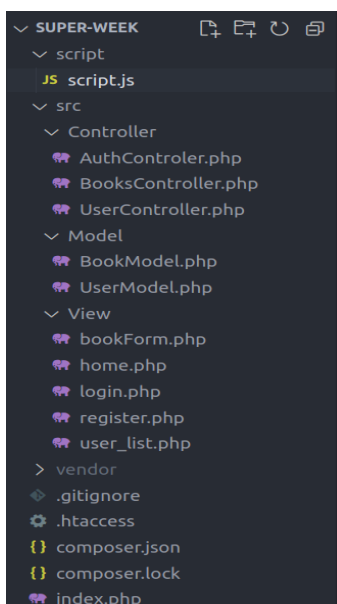 SUPER-WEEK
script
JS script.js
src
Controller
AuthControler.php
BooksController.php
UserController.php
Model
BookModel.php
UserModel.php
View
bookForm.php
home.php
login.php
register.php
user_list.php
vendor
.gitignore
.htaccess
{} composer.json
{} composer.lock
index.php